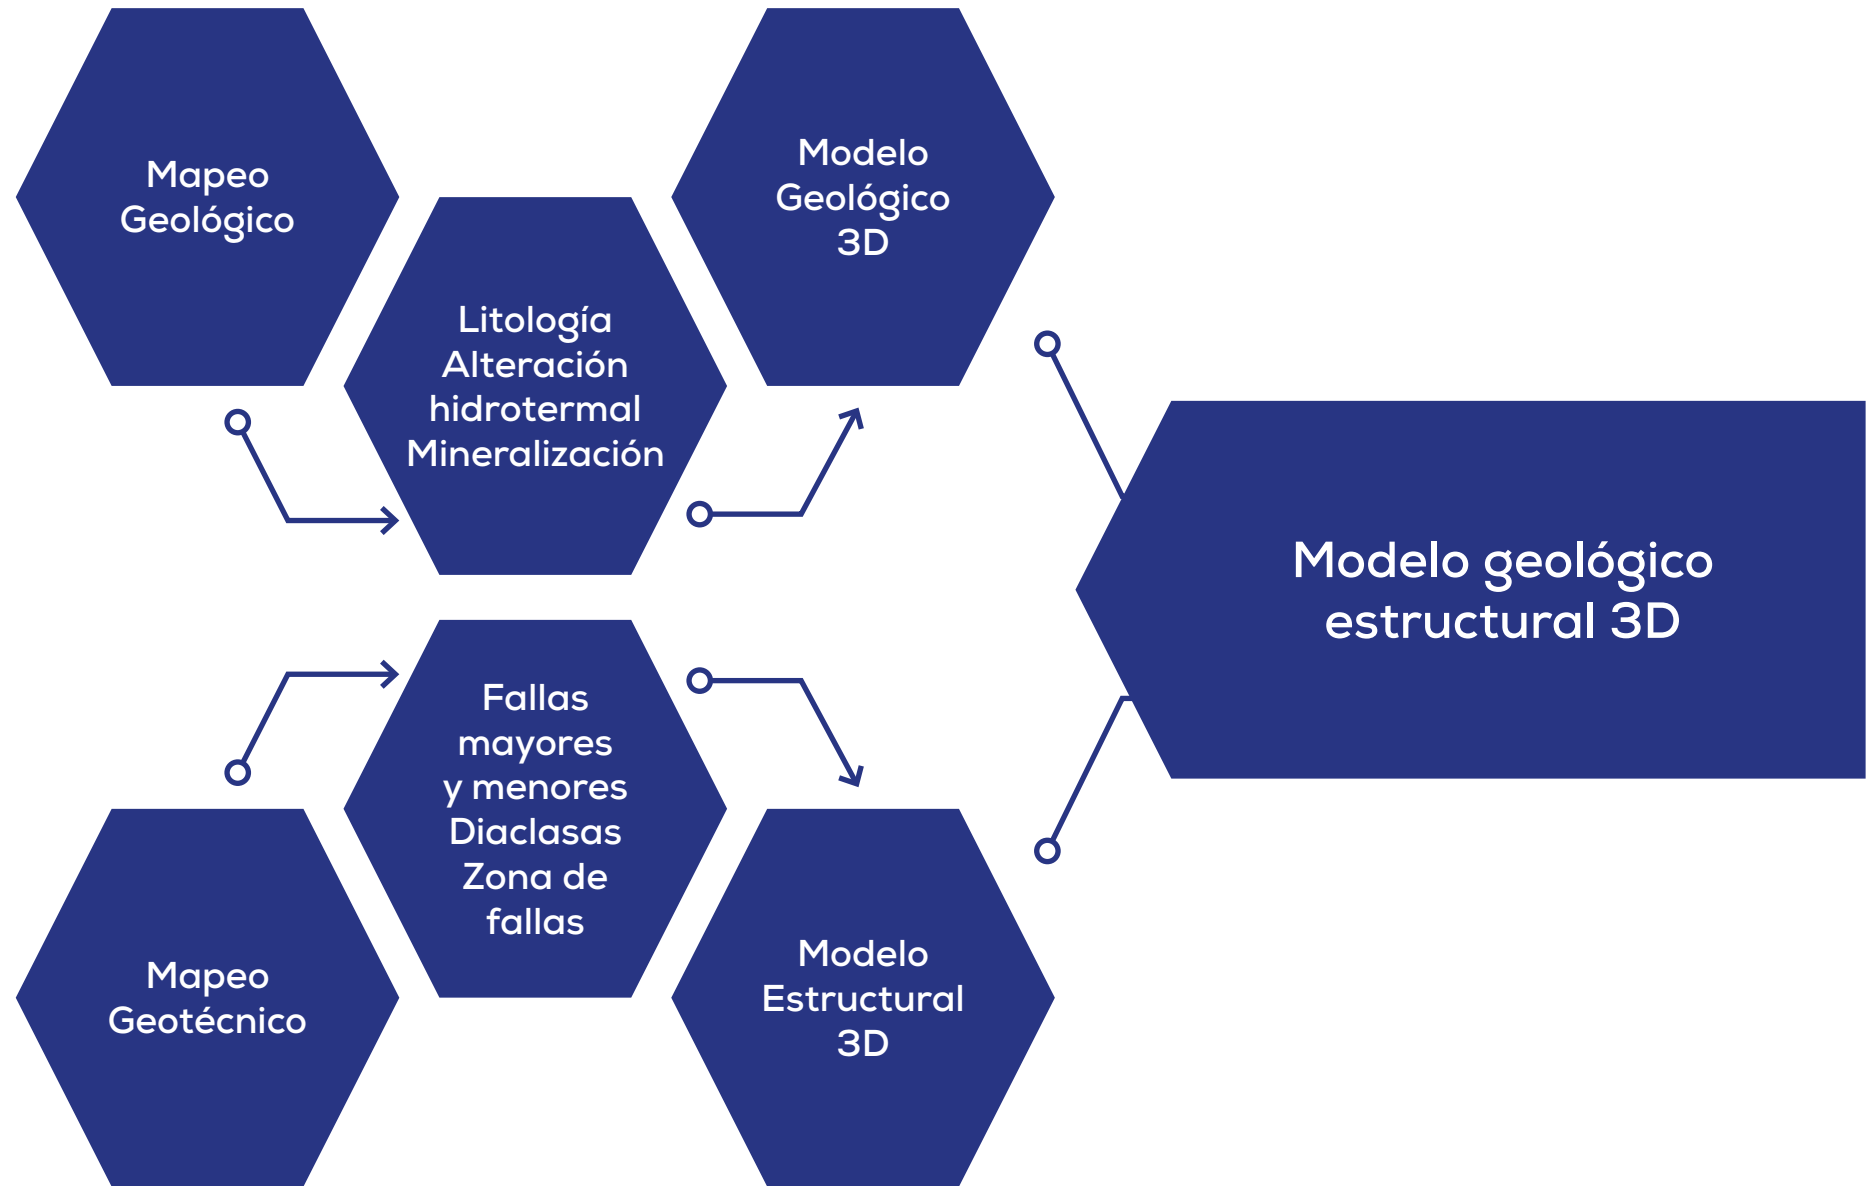 Mapeo
Geológico
Litología
Alteración
hidrotermal
Mineralización
Modelo
Geológico
3D
Mapeo
Geotécnico
Fallas
mayores
y menores
Diaclasas
Zona de
fallas
Modelo
Estructural
3D
Modelo geológico
estructural 3D